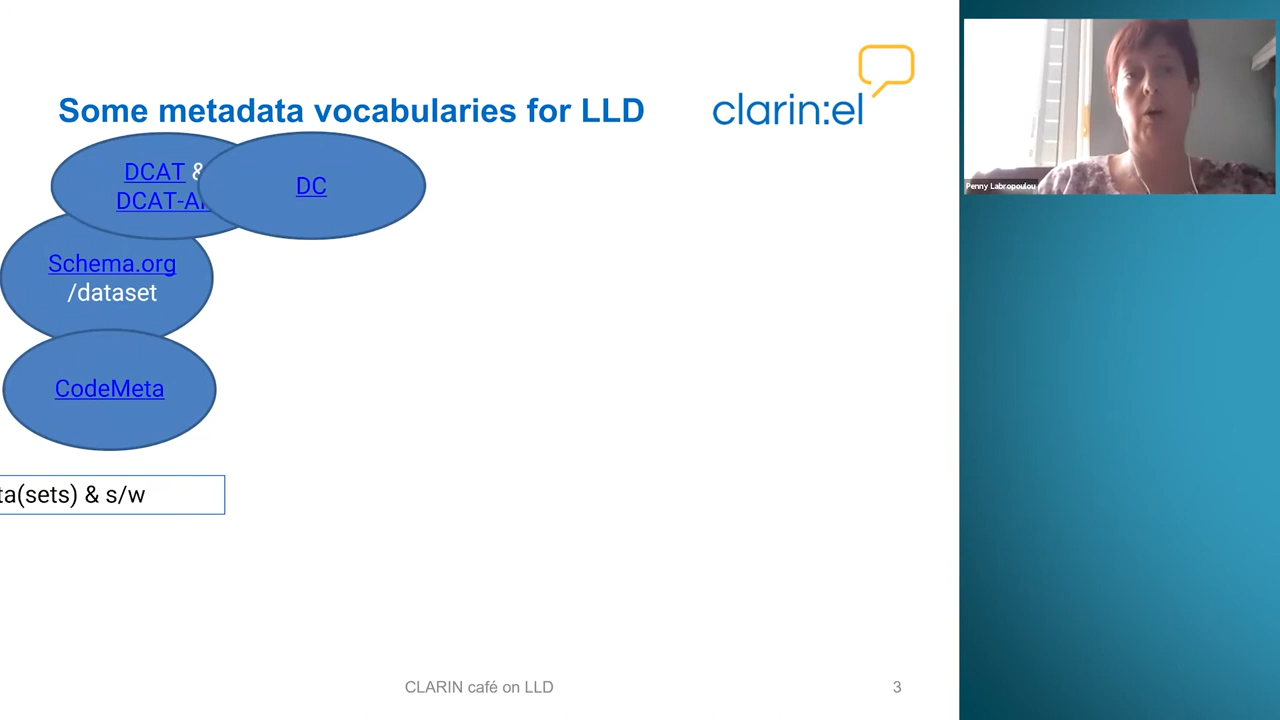 Some metadata vocabularies for LLD
clarin:el
DCAT &
DCAT-A
DC
Schema.org
/dataset
CodeMeta
ta(sets) & s/w
CLARIN café on LLD
3
Penny Labropoulou